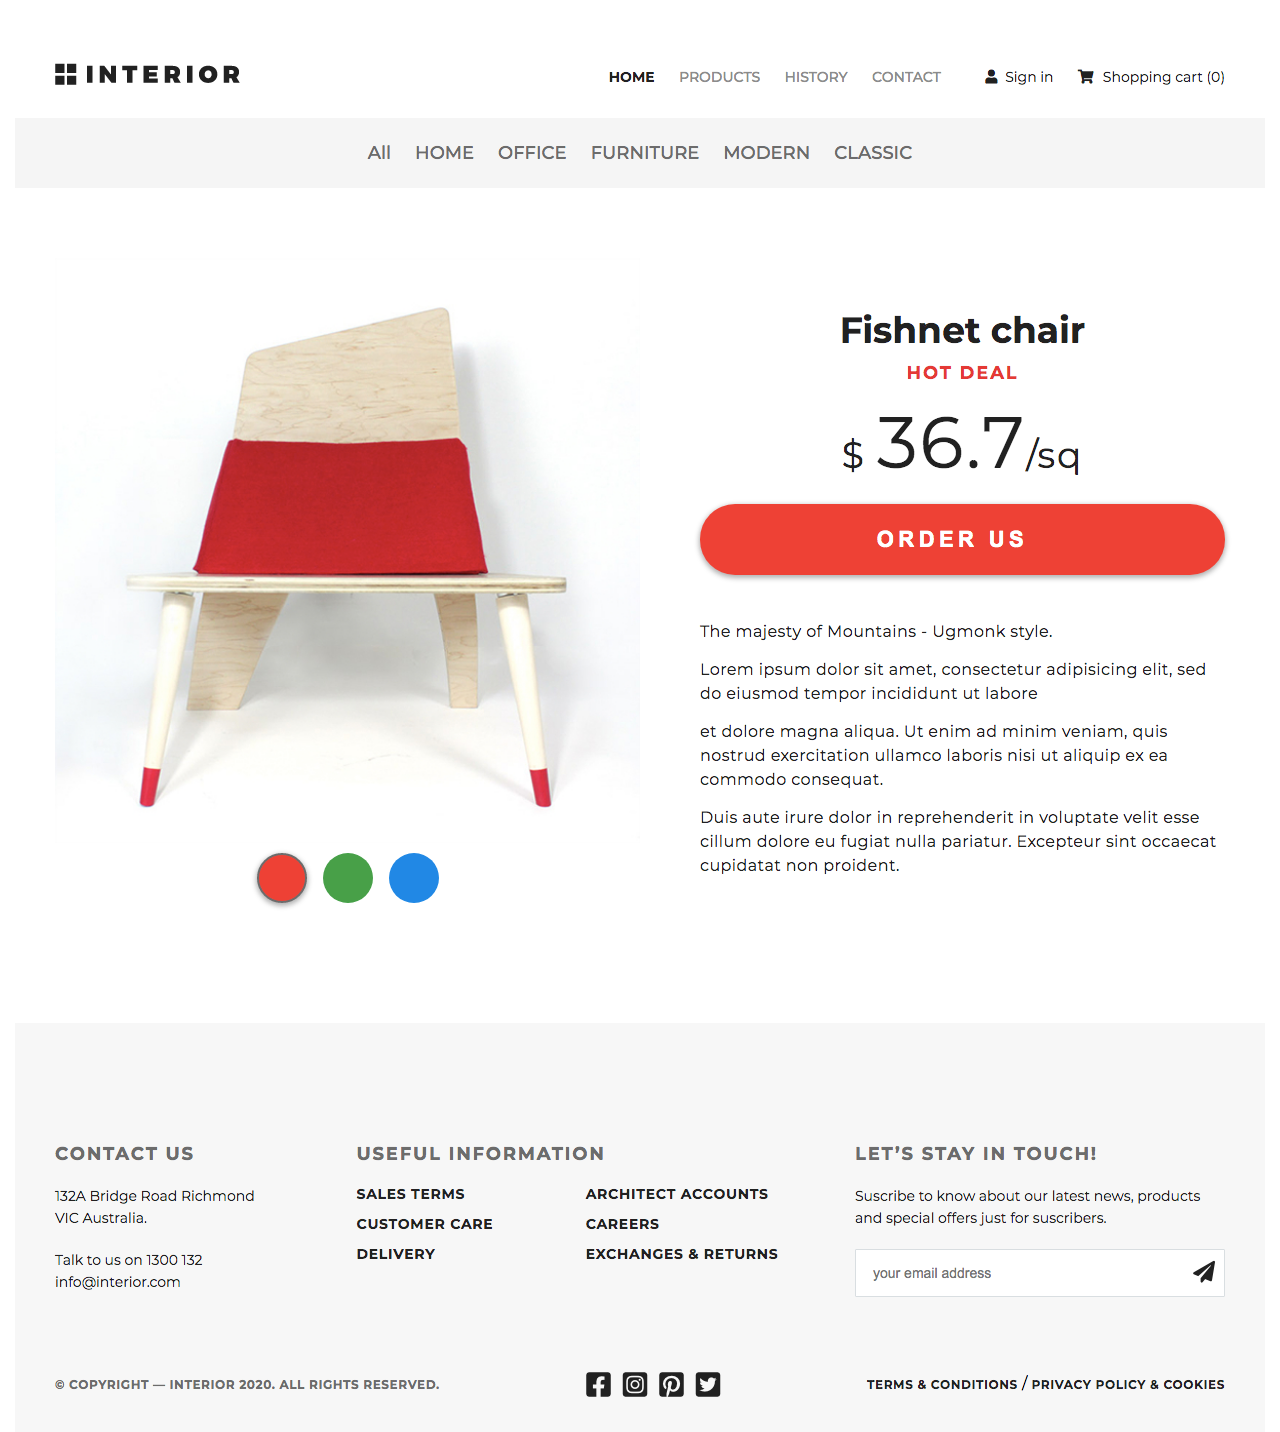 INTERIOR
HOME PRODUCTS HISTORY CONTACT Sign in Shopping cart (0)
All HOME OFFICE FURNITURE MODERN CLASSIC
Fishnet chair
HOT DEAL
$ 36.7/sq
ORDER US
The majesty of Mountains - Ugmonk style.
Lorem ipsum dolor sit amet, consectetur adipisicing elit, sed
do eiusmod tempor incididunt ut labore
et dolore magna aliqua. Ut enim ad minim veniam, quis
nostrud exercitation ullamco laboris nisi ut aliquip ex ea
commodo consequat.
Duis aute irure dolor in reprehenderit in voluptate velit esse
cillum dolore eu fugiat nulla pariatur. Excepteur sint occaecat
cupidatat non proident.
CONTACT US
132A Bridge Road Richmond
VIC Australia.
Talk to us on 1300 132
info@interior.com
USEFUL INFORMATION
SALES TERMS
CUSTOMER CARE
DELIVERY
ARCHITECT ACCOUNTS
CAREERS
EXCHANGES & RETURNS
LET’S STAY IN TOUCH!
Suscribe to know about our latest news, products
and special offers just for suscribers.
your email address
© COPYRIGHT — INTERIOR 2020. ALL RIGHTS RESERVED.
TERMS & CONDITIONS / PRIVACY POLICY & COOKIES